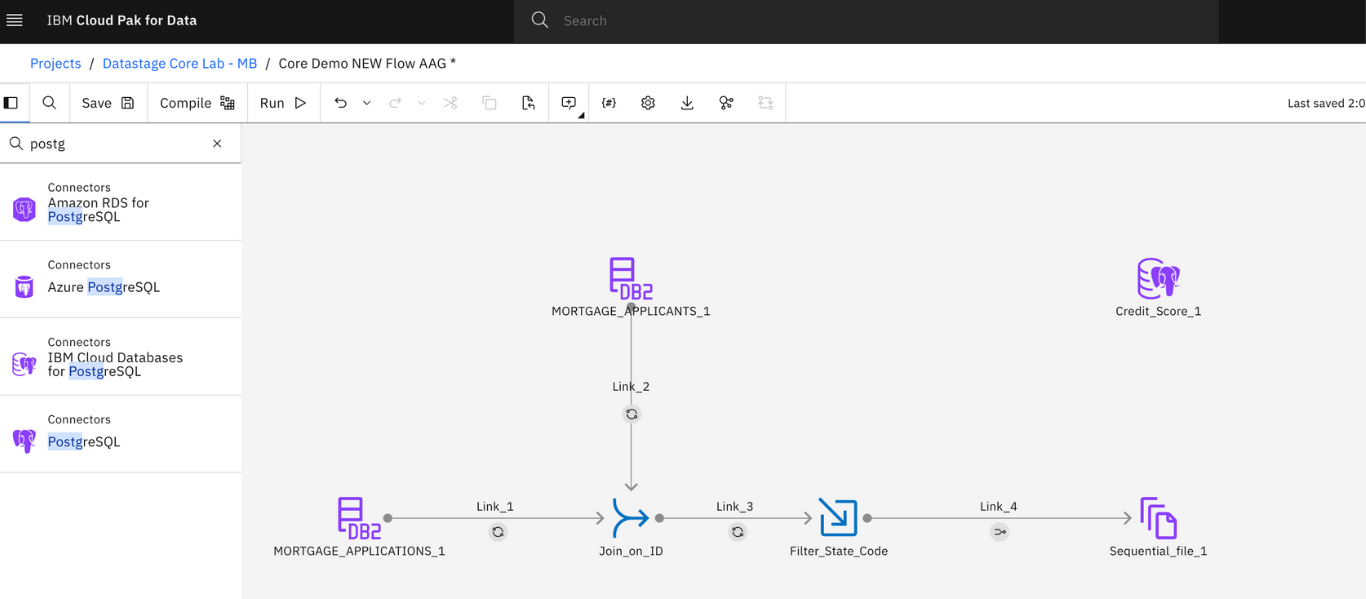 IBM Cloud Pak for Data
Search
Projects / Datastage Core Lab - MB / Core Demo NEW Flow AAG *
Save
Compile
Run
{#}
Last saved 2:0
postg
Connectors
Amazon RDS for
PostgreSQL
Connectors
Azure PostgreSQL
Connectors
IBM Cloud Databases
for PostgreSQL
Connectors
PostgreSQL
DB2
MORTGAGE_APPLICANTS_1
Credit_Score_1
Link_2
Link_1
Link_3
Link_4
DB2
MORTGAGE_APPLICATIONS_1
Join_on_ID
Filter_State_Code
Sequential_file_1